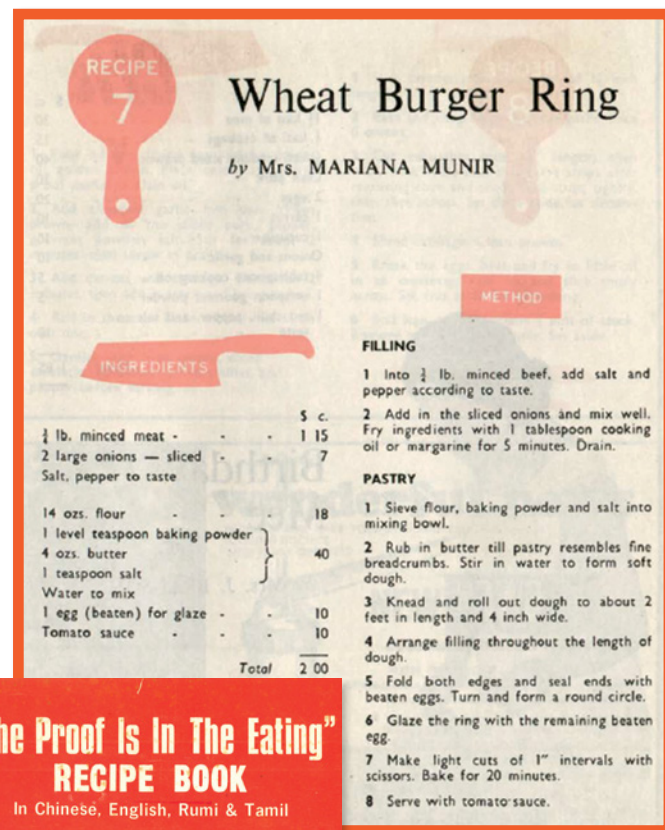 RECIPE
7
Wheat Burger Ring
by Mrs. MARIANA MUNIR
INGREDIENTS
$ c.
¾ lb. minced meat - - - 1 15
2 large onions — sliced - - 7
Salt, pepper to taste
14 ozs. flour - - - 18
1 level teaspoon baking powder
4 ozs. butter 40
1 teaspoon salt
Water to mix
1 egg (beaten) for glaze - - 10
Tomato sauce - - - 10
Total 2 00
METHOD
FILLING
1 Into ¾ lb. minced beef, add salt and
pepper according to taste.
2 Add in the sliced onions and mix well.
Fry ingredients with 1 tablespoon cooking
oil or margarine for 5 minutes. Drain.
PASTRY
1 Sieve flour, baking powder and salt into
mixing bowl.
2 Rub in butter till pastry resembles fine
breadcrumbs. Stir in water to form soft
dough.
3 Knead and roll out dough to about 2
feet in length and 4 inch wide.
4 Arrange filling throughout the length of
dough.
5 Fold both edges and seal ends with
beaten eggs. Turn and form a round circle.
6 Glaze the ring with the remaining beaten
egg.
7 Make light cuts of 1" intervals with
scissors. Bake for 20 minutes.
8 Serve with tomato sauce.
he Proof Is In The Eating"
RECIPE BOOK
In Chinese, English, Rumi & Tamil